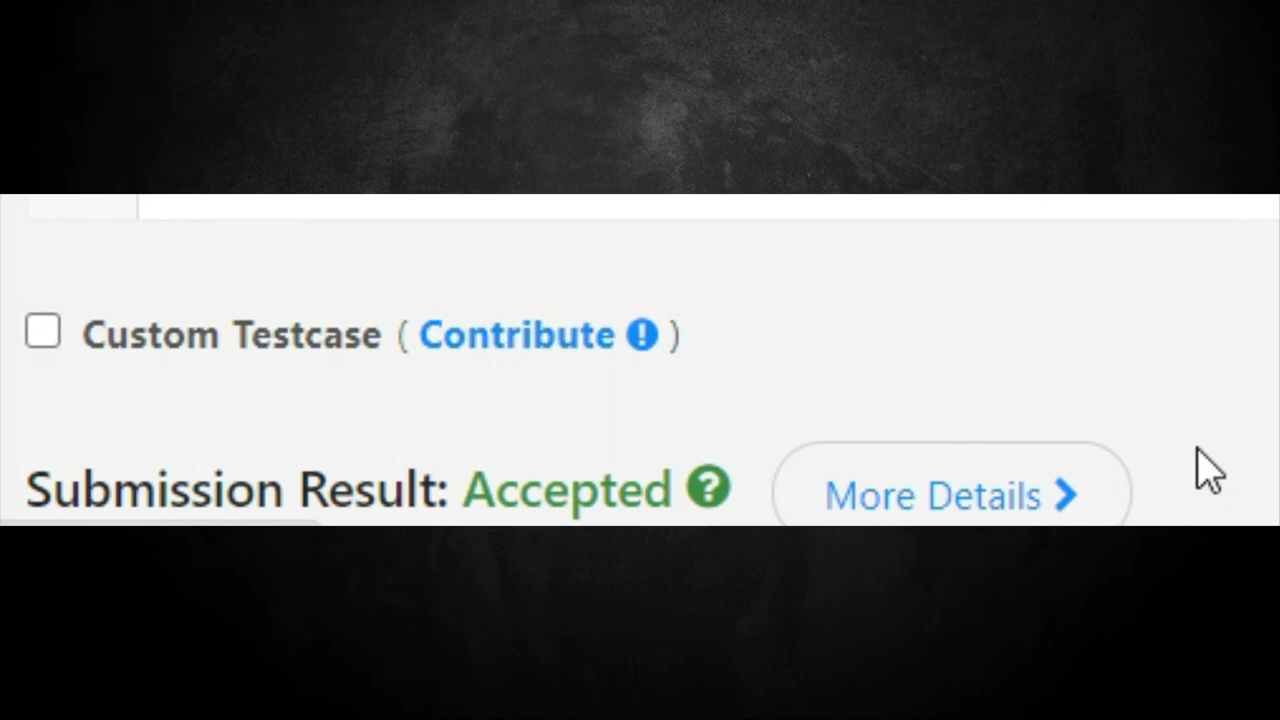 Custom Testcase ( Contribute )
Submission Result: Accepted
More Details